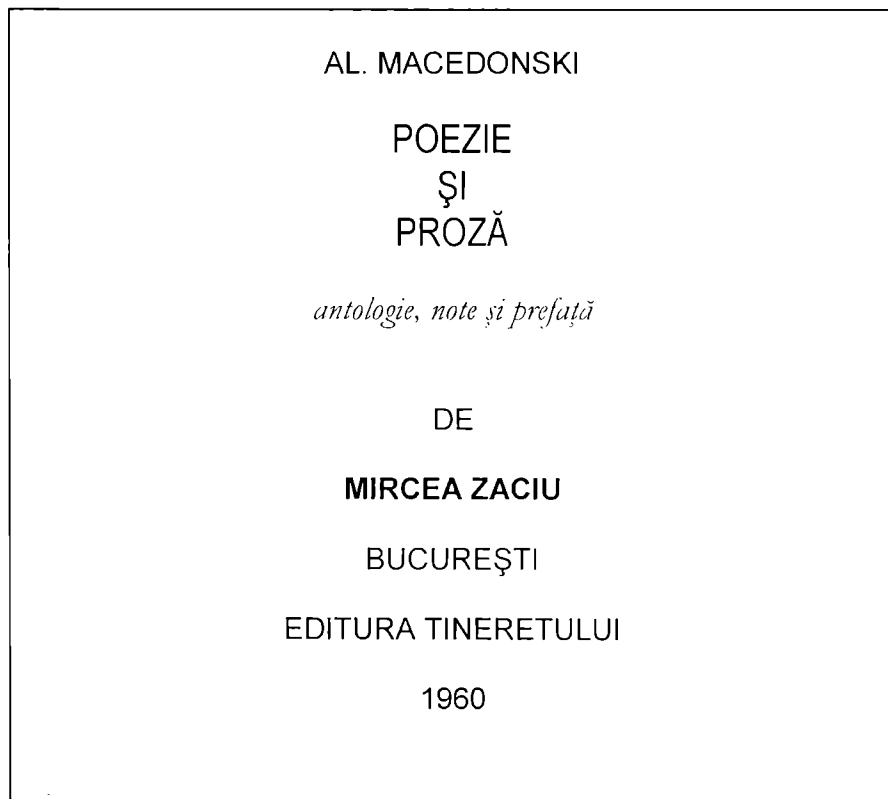 AL. MACEDONSKI
POEZIE
ŞI
PROZĂ
antologie, note şi prefaţă
DE
MIRCEA ZACIU
BUCUREŞTI
EDITURA TINERETULUI
1960